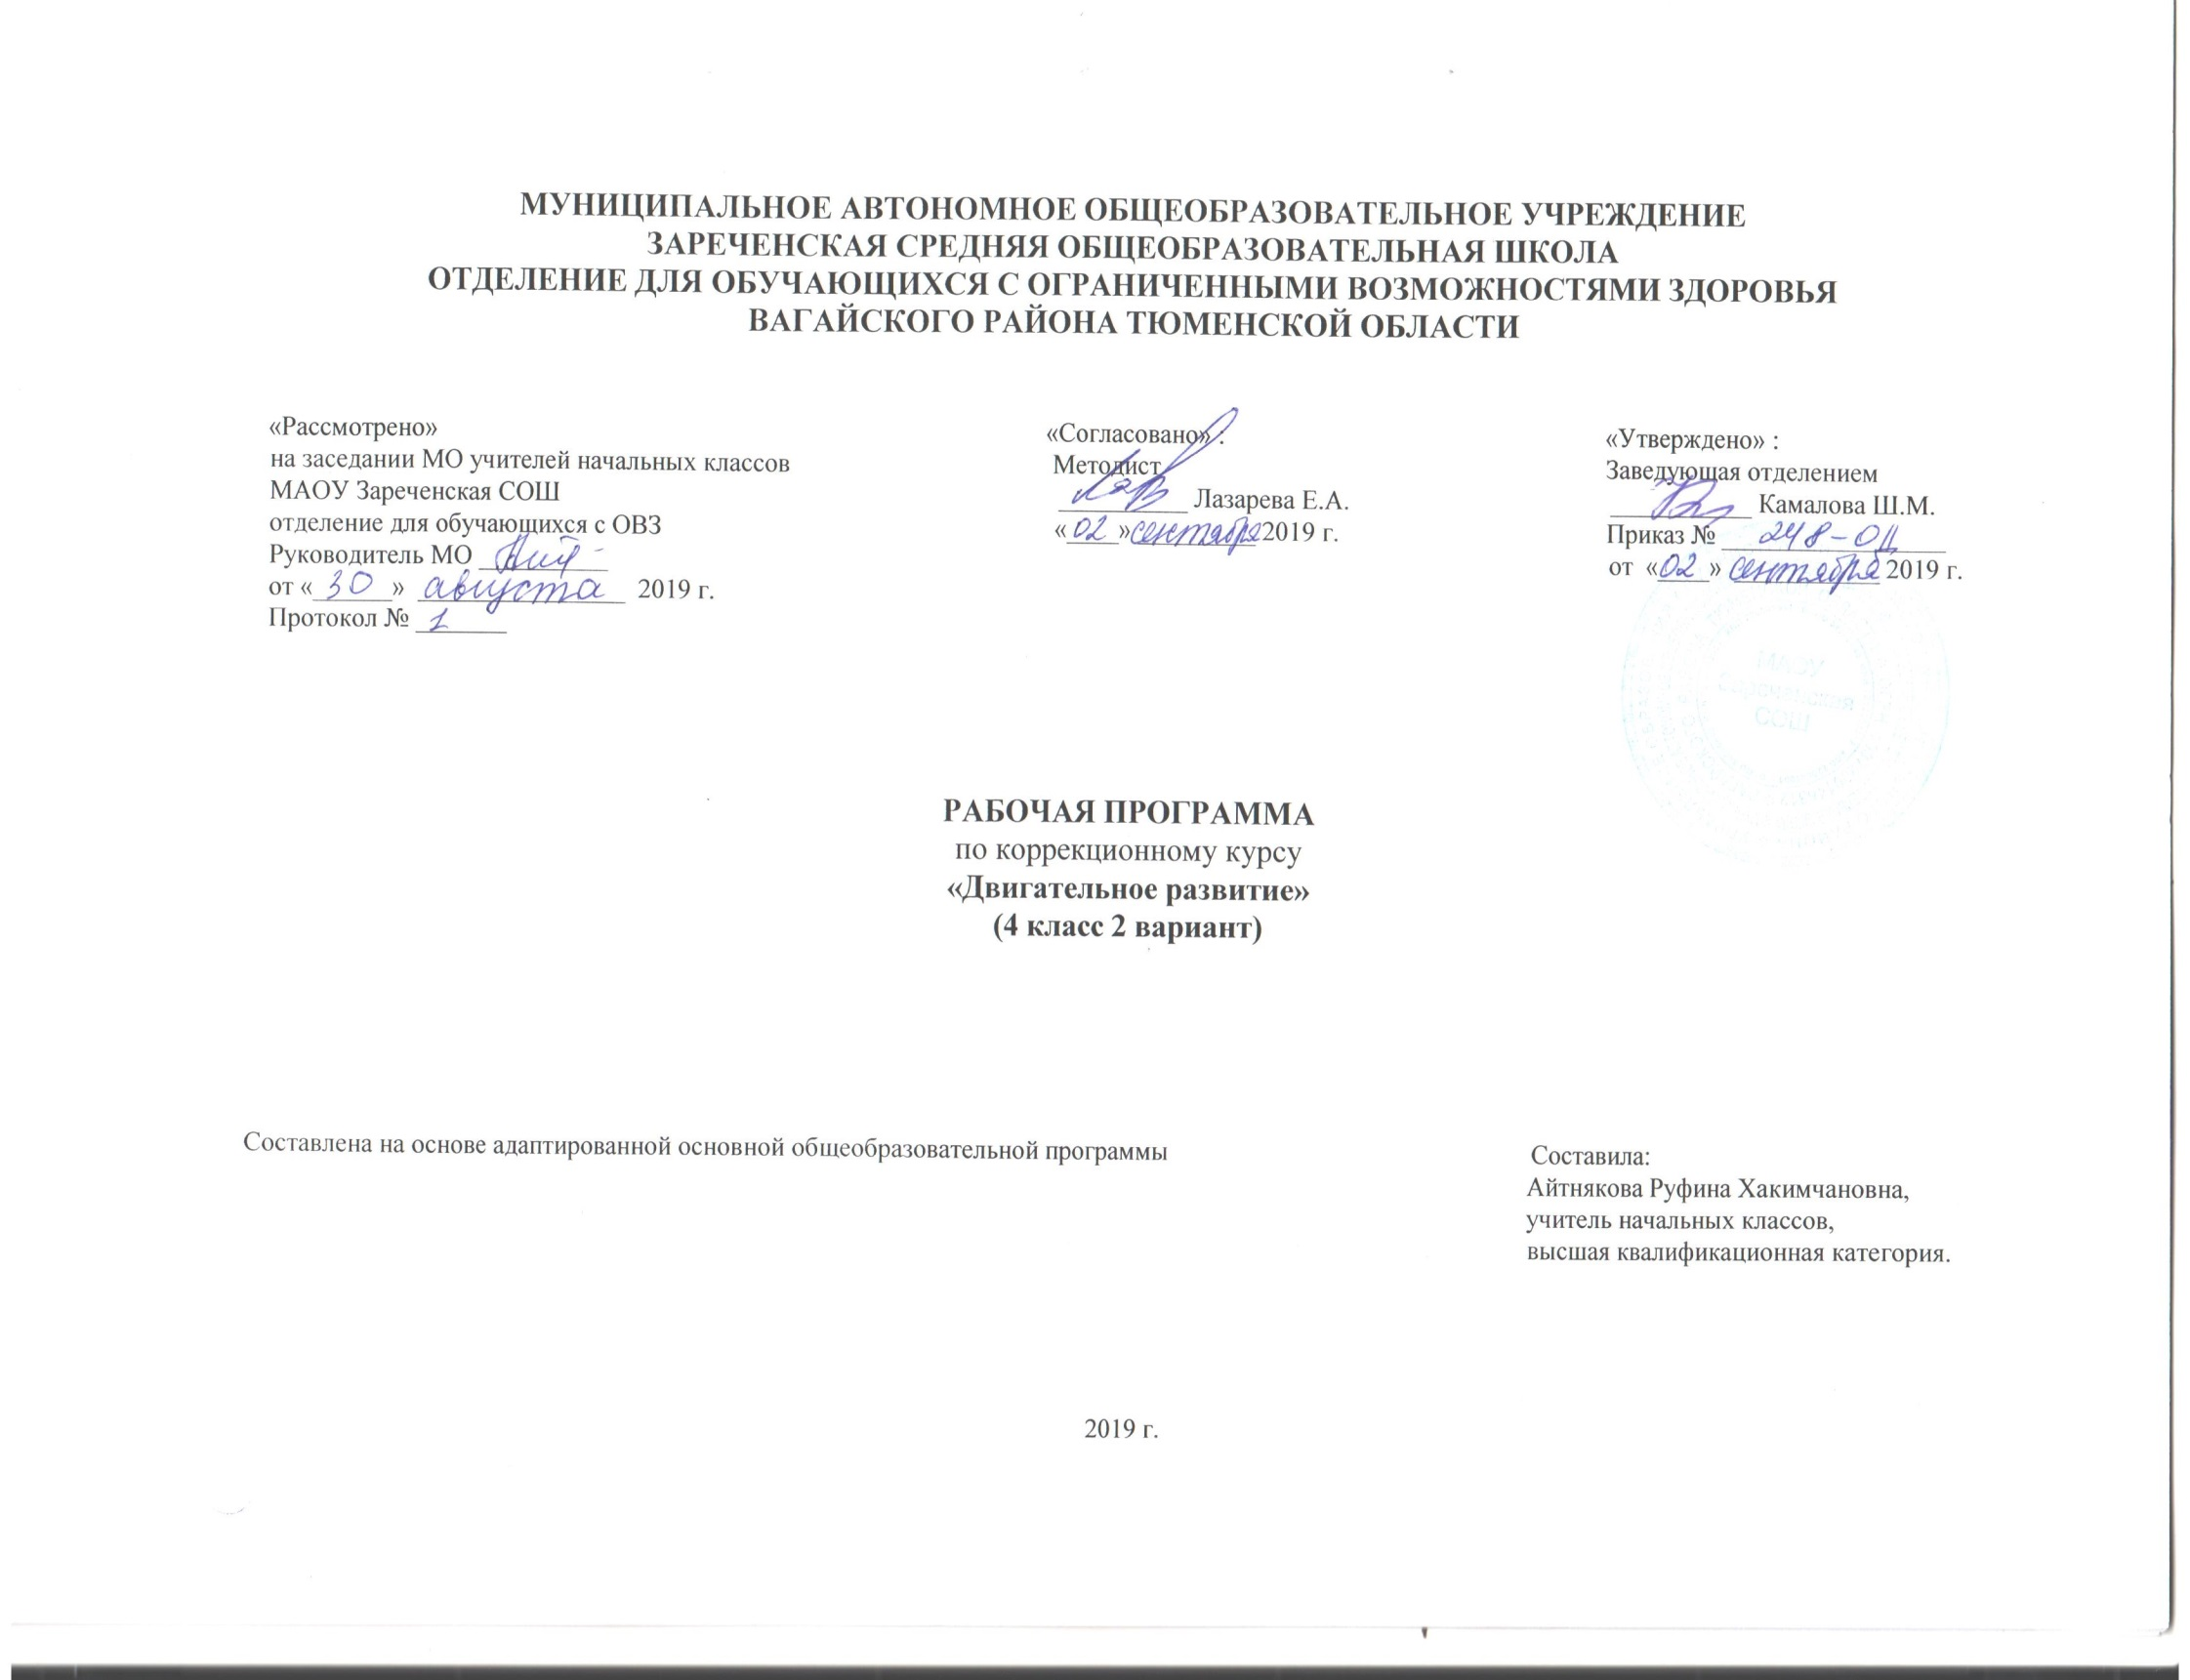 МУНИЦИПАЛЬНОЕ АВТОНОМНОЕ ОБЩЕОБРАЗОВАТЕЛЬНОЕ УЧРЕЖДЕНИЕ
ЗАРЕЧЕНСКАЯ СРЕДНЯЯ ОБЩЕОБРАЗОВАТЕЛЬНАЯ ШКОЛА
ОТДЕЛЕНИЕ ДЛЯ ОБУЧАЮЩИХСЯ С ОГРАНИЧЕННЫМИ ВОЗМОЖНОСТЯМИ ЗДОРОВЬЯ
ВАГАЙСКОГО РАЙОНА ТЮМЕНСКОЙ ОБЛАСТИ
«Рассмотрено»
на заседании МО учителей начальных классов
МАОУ Зареченская СОШ
отделение для обучающихся с ОВЗ
Руководитель МО
от «30» августа 2019 г.
Протокол № 1
«Согласовано» :
Методист
Лазарева Е.А.
«02» сентября 2019 г.
«Утверждено» :
Заведующая отделением
Камалова Ш.М.
Приказ № 248-ОД
от «02» сентября 2019 г.
МАОУ
Зареченская
СОШ
РАБОЧАЯ ПРОГРАММА
по коррекционному курсу
«Двигательное развитие»
(4 класс 2 вариант)
Составлена на основе адаптированной основной общеобразовательной программы
Составила:
Айтнякова Руфина Хакимчановна,
учитель начальных классов,
высшая квалификационная категория.
2019 г.